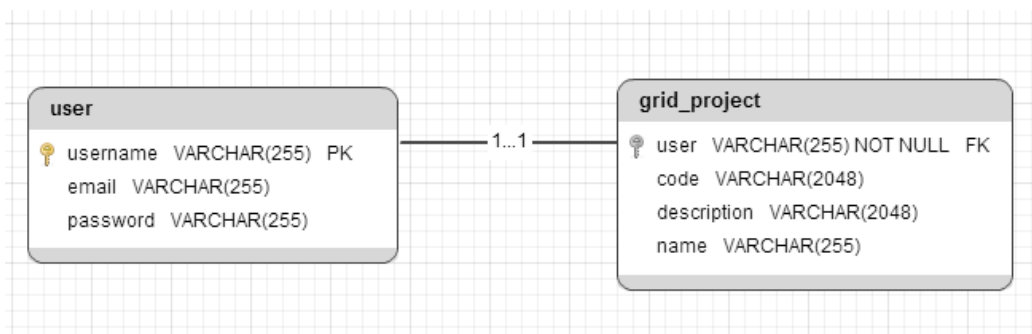 user
username VARCHAR(255) PK
email VARCHAR(255)
password VARCHAR(255)
1...1
grid_project
user VARCHAR(255) NOT NULL FK
code VARCHAR(2048)
description VARCHAR(2048)
name VARCHAR(255)